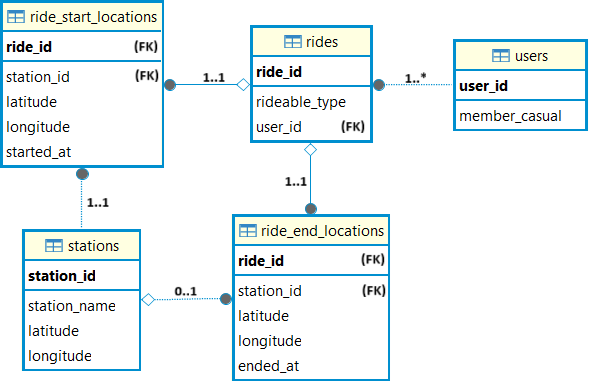 ride_start_locations
ride_id (FK)
station_id (FK)
latitude
longitude
started_at
1..1
rides
ride_id
rideable_type
user_id (FK)
1..*
users
user_id
member_casual
1..1
1..1
stations
station_id
station_name
latitude
longitude
0..1
ride_end_locations
ride_id (FK)
station_id (FK)
latitude
longitude
ended_at